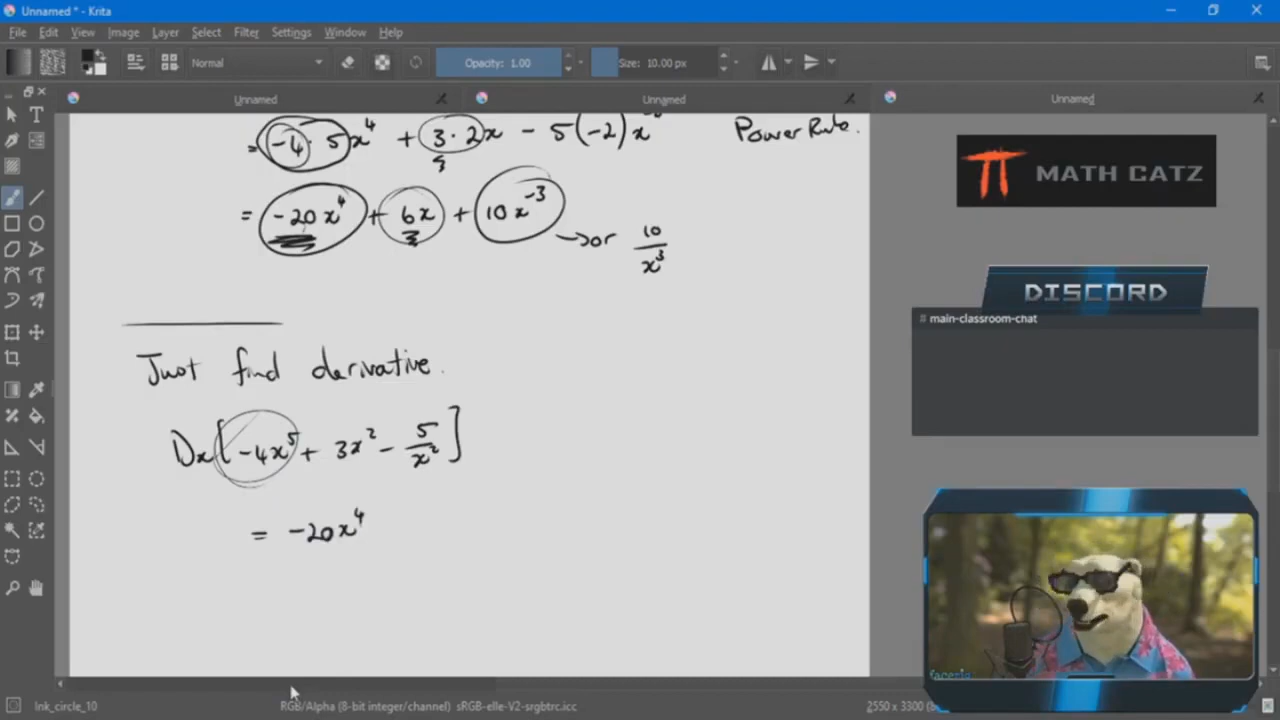 Unnamed * - Krita
File Edit View Image Layer Select Filter Settings Window Help
Normal Opacity: 1.00 Size: 10.00 px
Unnamed Unnamed Unnamed
= -4 · 5x⁴ + 3 · 2x - 5(-2)x Power Rule.
= -20x⁴ + 6x + 10x⁻³
→ or 10/x³
Just find derivative.
Dx[-4x⁵ + 3x² - 5/x²]
= -20x⁴
π MATH CATZ
DISCORD
# main-classroom-chat
facerig
Ink_circle_10 RGB/Alpha (8-bit integer/channel) sRGB-elle-V2-srgbtrc.icc 2550 x 3300